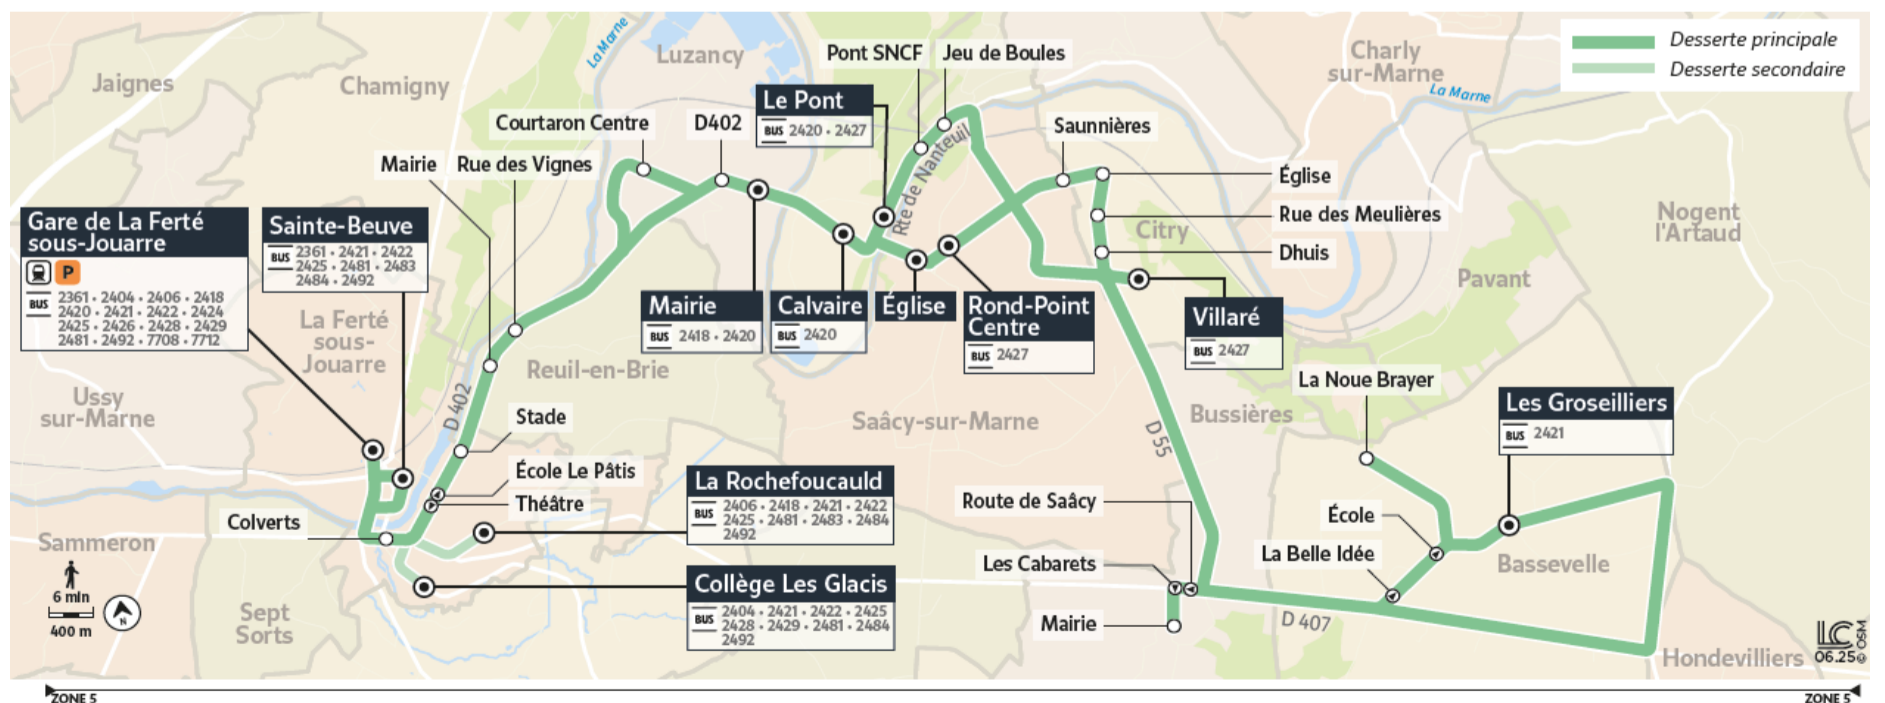 Desserte principale
Desserte secondaire
Jaignes
Chamigny
La Marne
Luzancy
Pont SNCF
Jeu de Boules
Charly
sur-Marne
La Marne
Le Pont
BUS 2420 • 2427
Courtaron Centre
D402
Saunnières
Rte de Nanteuil
Mairie
Rue des Vignes
Église
Rue des Meulières
Dhuis
Citry
Nogent
l'Artaud
Pavant
Gare de La Ferté
sous-Jouarre
P
BUS
2361 • 2404 • 2406 • 2418
2420 • 2421 • 2422 • 2424
2425 • 2426 • 2428 • 2429
2481 • 2492 • 7708 • 7712
Sainte-Beuve
BUS
2361 • 2421 • 2422
2425 • 2481 • 2483
2484 • 2492
La Ferté
sous-
Jouarre
Mairie
BUS 2418 • 2420
Calvaire
BUS 2420
Église
Rond-Point
Centre
BUS 2427
Villaré
BUS 2427
Reuil-en-Brie
Ussy
sur-Marne
D 402
Saâcy-sur-Marne
Bussières
D 55
La Noue Brayer
Les Groseilliers
BUS 2421
Stade
École Le Pâtis
Théâtre
La Rochefoucauld
BUS
2406 • 2418 • 2421 • 2422
2425 • 2481 • 2483 • 2484
2492
Route de Saâcy
École
La Belle Idée
Bassevelle
Colverts
Sammeron
Les Cabarets
Collège Les Glacis
BUS
2404 • 2421 • 2422 • 2425
2428 • 2429 • 2481 • 2484
2492
Mairie
D 407
6 min
400 m
N
Sept
Sorts
Hondevilliers
LC
06.25
© OSM
ZONE 5
ZONE 5